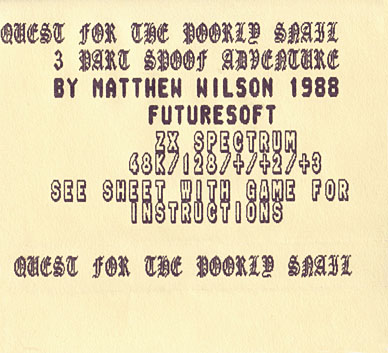 QUEST FOR THE POORLY SNAIL
3 PART SPOOF ADVENTURE
BY MATTHEW WILSON 1988
FUTURESOFT
ZX SPECTRUM
48K/128/+/+2/+3
SEE SHEET WITH GAME FOR
INSTRUCTIONS
QUEST FOR THE POORLY SNAIL